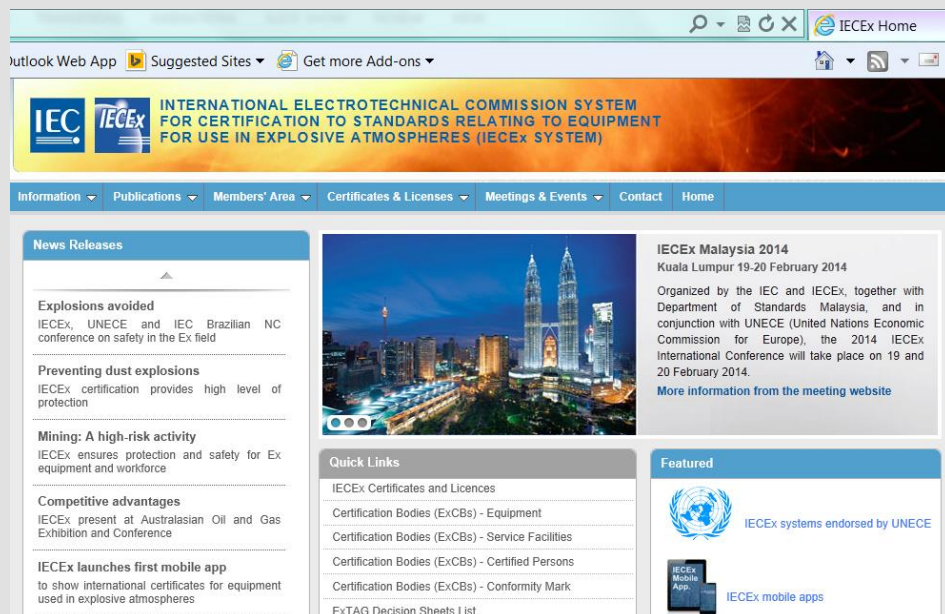 IECEx Home
Outlook Web App Suggested Sites Get more Add-ons
IEC IECEx
INTERNATIONAL ELECTROTECHNICAL COMMISSION SYSTEM
FOR CERTIFICATION TO STANDARDS RELATING TO EQUIPMENT
FOR USE IN EXPLOSIVE ATMOSPHERES (IECEx SYSTEM)
Information Publications Members' Area Certificates & Licenses Meetings & Events Contact Home
News Releases
Explosions avoided
IECEx, UNECE and IEC Brazilian NC
conference on safety in the Ex field
Preventing dust explosions
IECEx certification provides high level of
protection
Mining: A high-risk activity
IECEx ensures protection and safety for Ex
equipment and workforce
Competitive advantages
IECEx present at Australasian Oil and Gas
Exhibition and Conference
IECEx launches first mobile app
to show international certificates for equipment
used in explosive atmospheres
IECEx Malaysia 2014
Kuala Lumpur 19-20 February 2014
Organized by the IEC and IECEx, together with
Department of Standards Malaysia, and in
conjunction with UNECE (United Nations Economic
Commission for Europe), the 2014 IECEx
International Conference will take place on 19 and
20 February 2014.
More information from the meeting website
Quick Links
IECEx Certificates and Licences
Certification Bodies (ExCBs) - Equipment
Certification Bodies (ExCBs) - Service Facilities
Certification Bodies (ExCBs) - Certified Persons
Certification Bodies (ExCBs) - Conformity Mark
ExTAG Decision Sheets List
Featured
IECEx systems endorsed by UNECE
IECEx
Mobile
App.
IECEx mobile apps